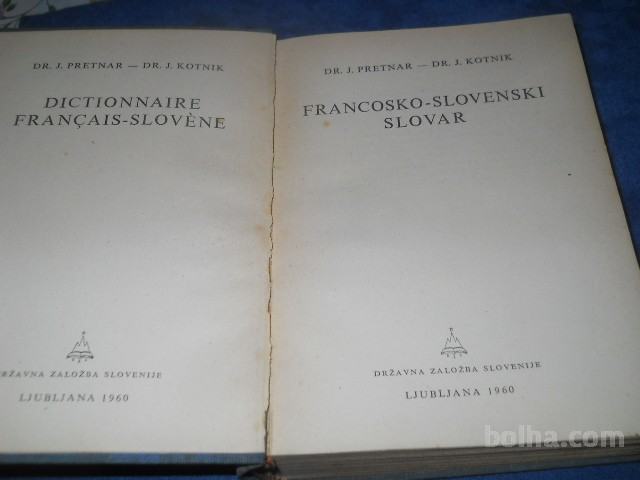 DR. J. PRETNAR — DR. J. KOTNIK
DICTIONNAIRE
FRANÇAIS-SLOVÈNE
DRŽAVNA ZALOŽBA SLOVENIJE
LJUBLJANA 1960
DR. J. PRETNAR — DR. J. KOTNIK
FRANCOSKO-SLOVENSKI
SLOVAR
DRŽAVNA ZALOŽBA SLOVENIJE
LJUBLJANA 1960
bolha.com